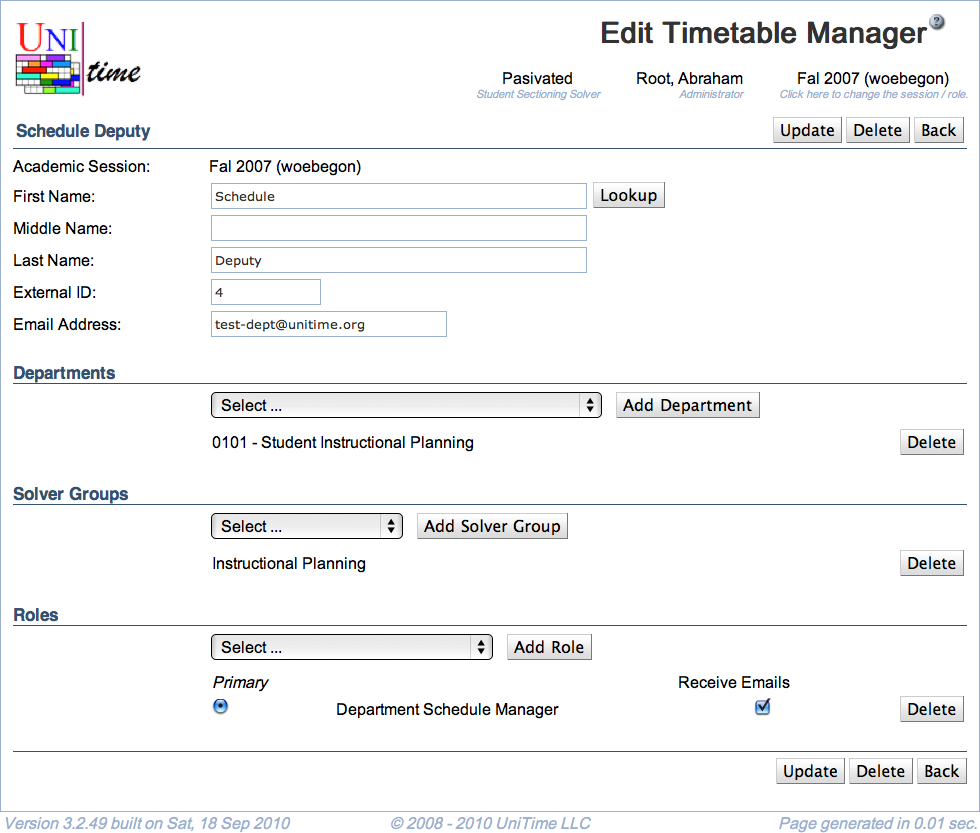 UNI
time
Edit Timetable Manager ?
Pasivated Root, Abraham Fal 2007 (woebegon)
Student Sectioning Solver Administrator Click here to change the session / role.
Schedule Deputy Update Delete Back
Academic Session: Fal 2007 (woebegon)
First Name: Schedule Lookup
Middle Name:
Last Name: Deputy
External ID: 4
Email Address: test-dept@unitime.org
Departments
Select ... Add Department
0101 - Student Instructional Planning Delete
Solver Groups
Select ... Add Solver Group
Instructional Planning Delete
Roles
Select ... Add Role
Primary Receive Emails
Department Schedule Manager Delete
Update Delete Back
Version 3.2.49 built on Sat, 18 Sep 2010 © 2008 - 2010 UniTime LLC Page generated in 0.01 sec.